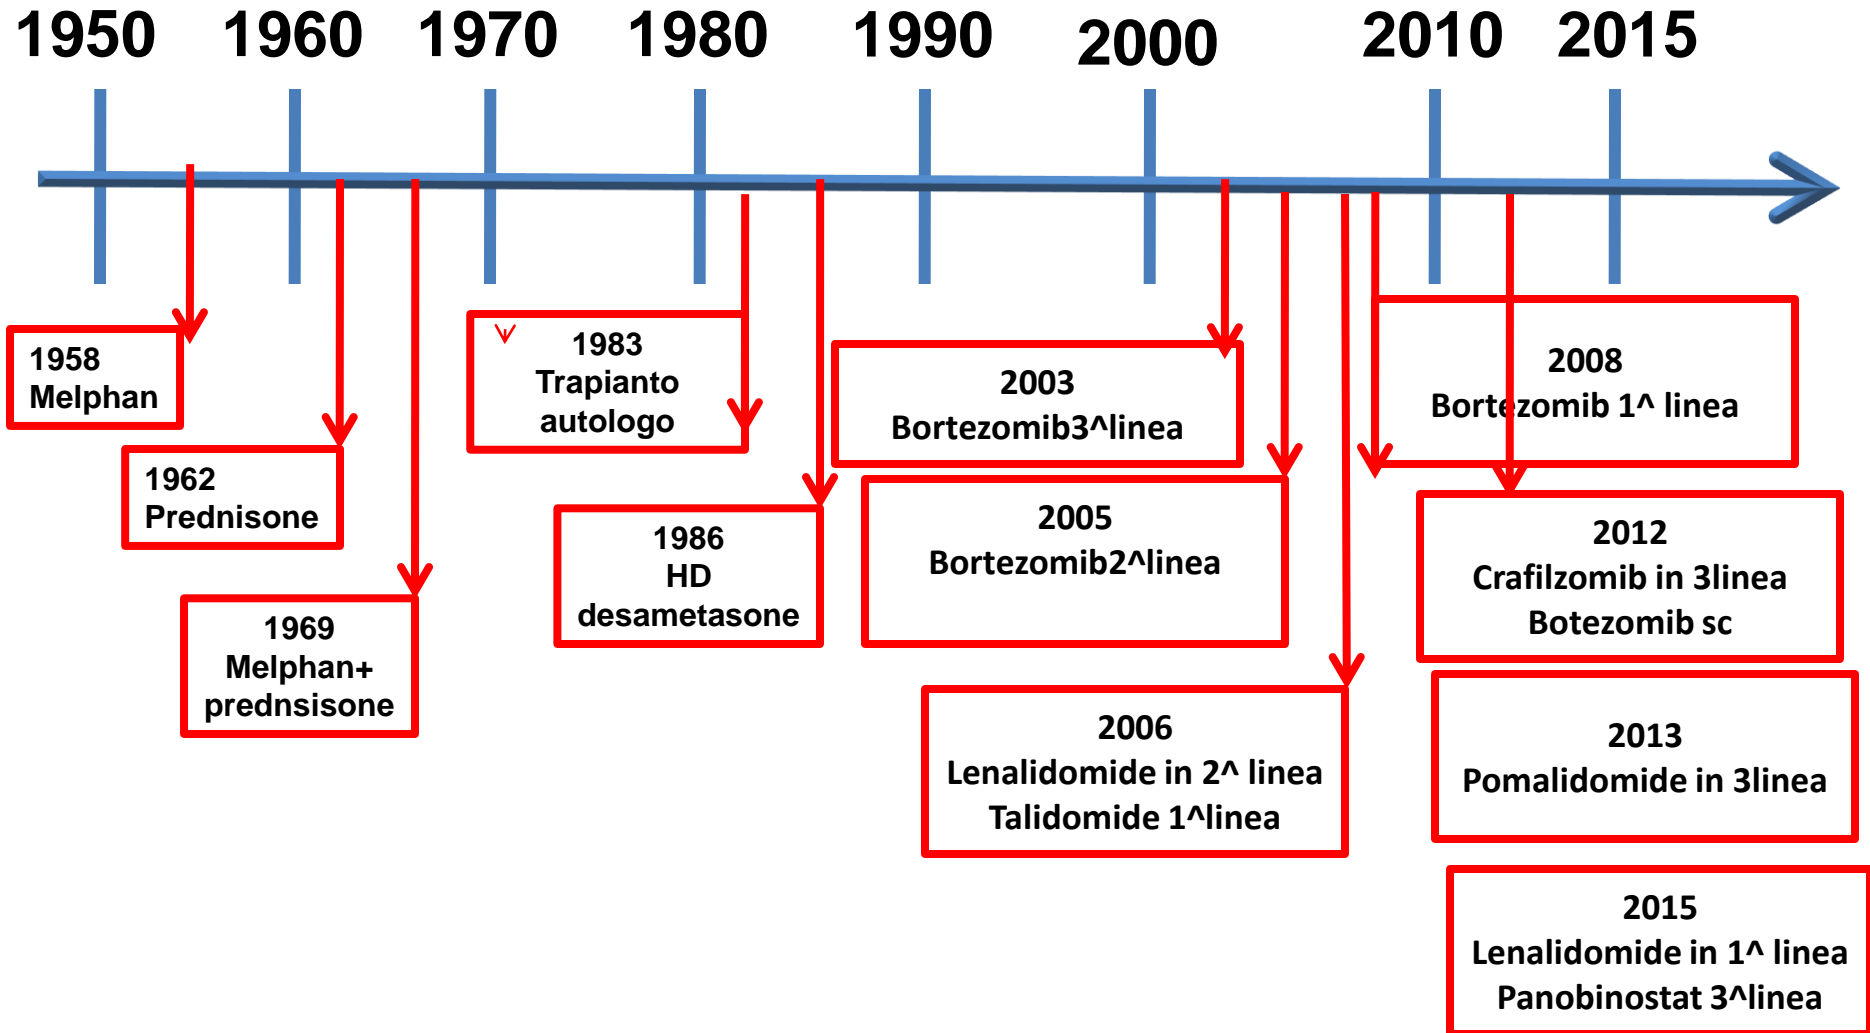 1950 1960 1970 1980 1990 2000 2010 2015
1958
Melphan
1962
Prednisone
1969
Melphan+
prednsisone
1983
Trapianto
autologo
1986
HD
desametasone
2003
Bortezomib3^linea
2005
Bortezomib2^linea
2006
Lenalidomide in 2^ linea
Talidomide 1^linea
2008
Bortezomib 1^ linea
2012
Crafilzomib in 3linea
Botezomib sc
2013
Pomalidomide in 3linea
2015
Lenalidomide in 1^ linea
Panobinostat 3^linea